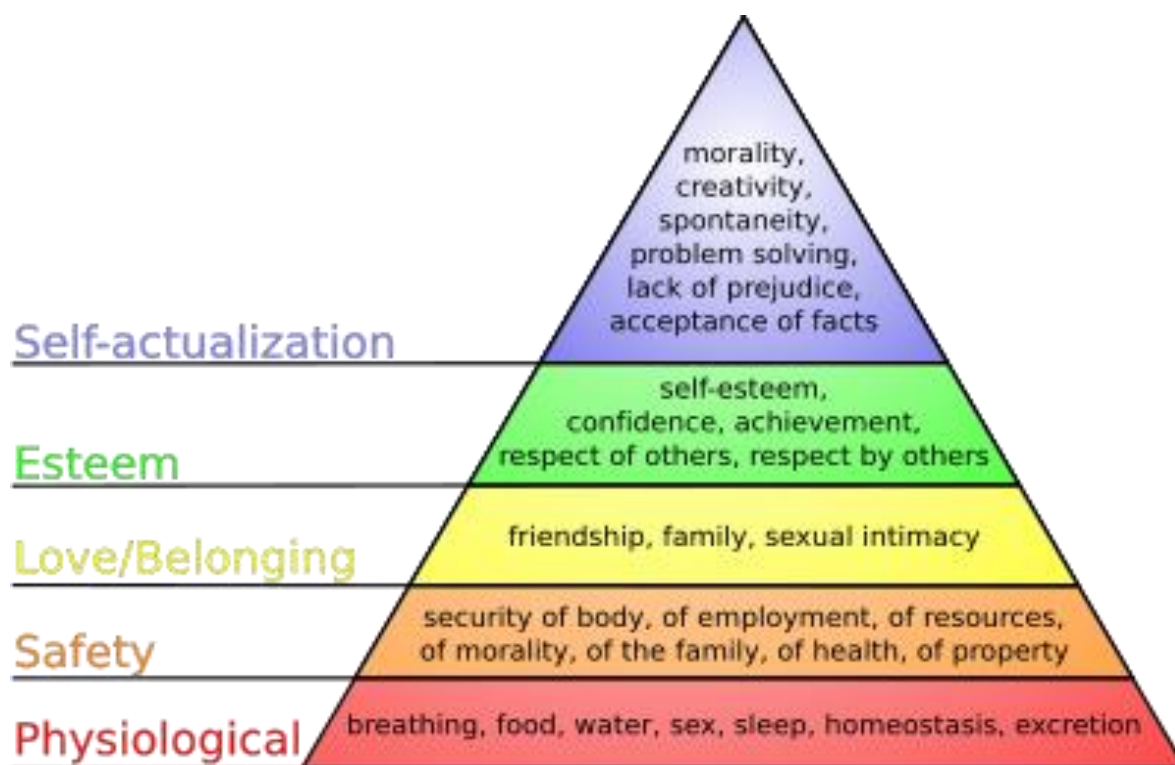 morality,
creativity,
spontaneity,
problem solving,
lack of prejudice,
acceptance of facts
Self-actualization
self-esteem,
confidence, achievement,
respect of others, respect by others
Esteem
friendship, family, sexual intimacy
Love/Belonging
security of body, of employment, of resources,
of morality, of the family, of health, of property
Safety
breathing, food, water, sex, sleep, homeostasis, excretion
Physiological